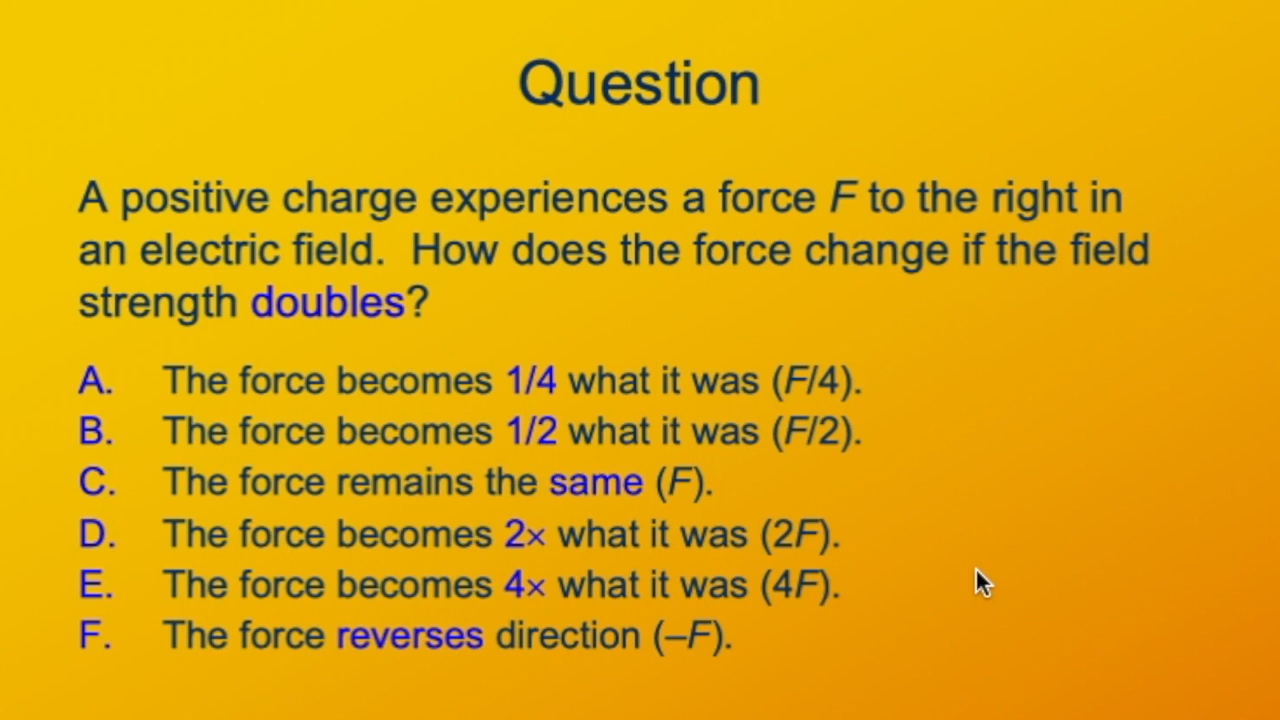 Question
A positive charge experiences a force F to the right in
an electric field. How does the force change if the field
strength doubles?
A. The force becomes 1/4 what it was (F/4).
B. The force becomes 1/2 what it was (F/2).
C. The force remains the same (F).
D. The force becomes 2× what it was (2F).
E. The force becomes 4× what it was (4F).
F. The force reverses direction (–F).